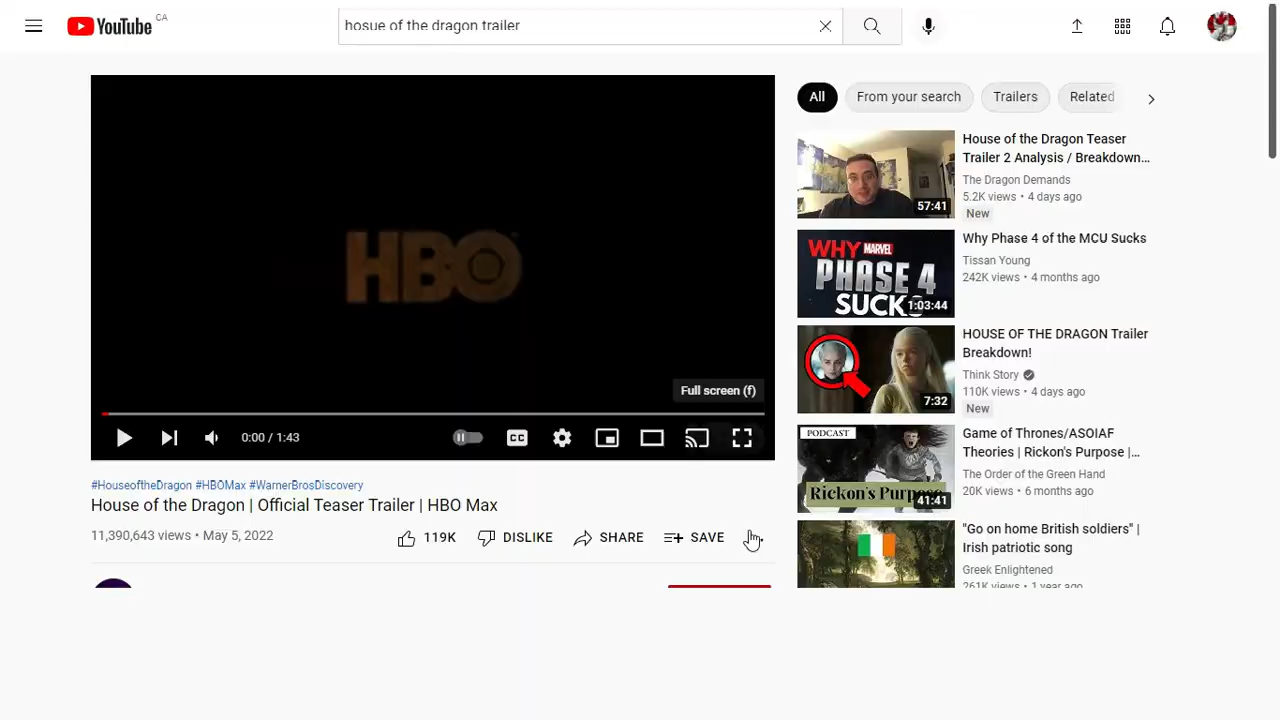 YouTube CA
hosue of the dragon trailer
HBO
Full screen (f)
0:00 / 1:43
CC
#HouseoftheDragon #HBOMax #WarnerBrosDiscovery
House of the Dragon | Official Teaser Trailer | HBO Max
11,390,643 views • May 5, 2022
119K
DISLIKE
SHARE
SAVE
All
From your search
Trailers
Related
57:41
House of the Dragon Teaser
Trailer 2 Analysis / Breakdown...
The Dragon Demands
5.2K views • 4 days ago
New
WHY MARVEL
PHASE 4
SUCKS
1:03:44
Why Phase 4 of the MCU Sucks
Tissan Young
242K views • 4 months ago
7:32
HOUSE OF THE DRAGON Trailer
Breakdown!
Think Story
110K views • 4 days ago
New
PODCAST
Rickon's Purpose
41:41
Game of Thrones/ASOIAF
Theories | Rickon's Purpose |...
The Order of the Green Hand
20K views • 6 months ago
"Go on home British soldiers" |
Irish patriotic song
Greek Enlightened
261K views • 1 year ago